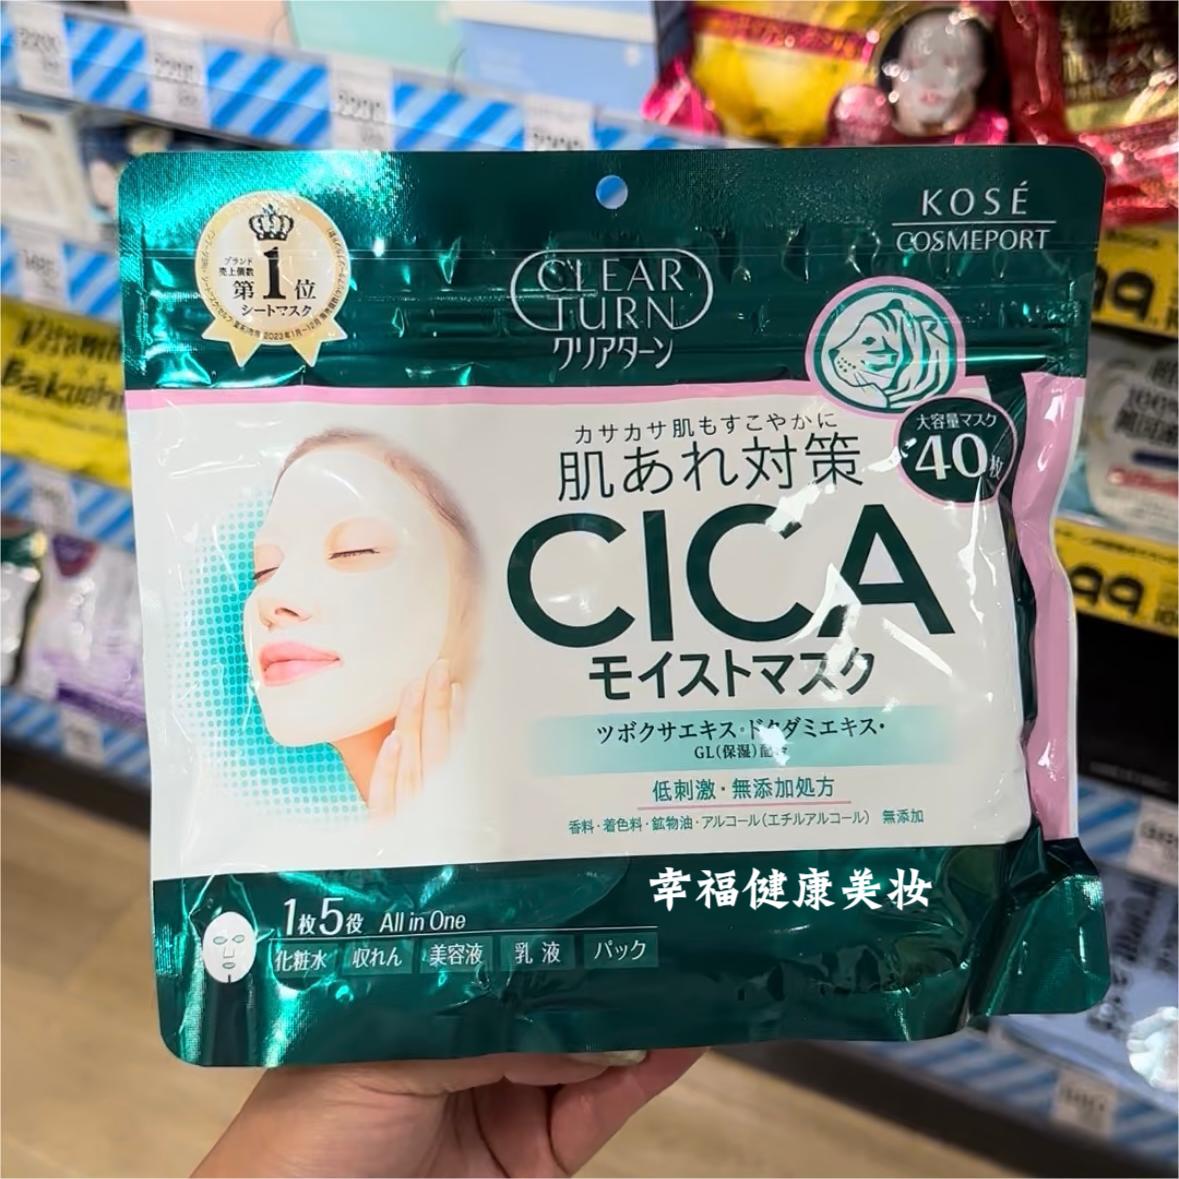 KOSÉ
COSMEPORT
ブランド
売上個数
第1位
シートマスク
CLEAR
TURN
クリアターン
大容量マスク
40枚
カサカサ肌もすこやかに
肌あれ対策
CICA
モイストマスク
ツボクサエキス・ドクダミエキス・
GL(保湿)配合
低刺激・無添加処方
香料・着色料・鉱物油・アルコール(エチルアルコール) 無添加
幸福健康美妆
1枚5役 All in One
化粧水 収れん 美容液 乳液 パック